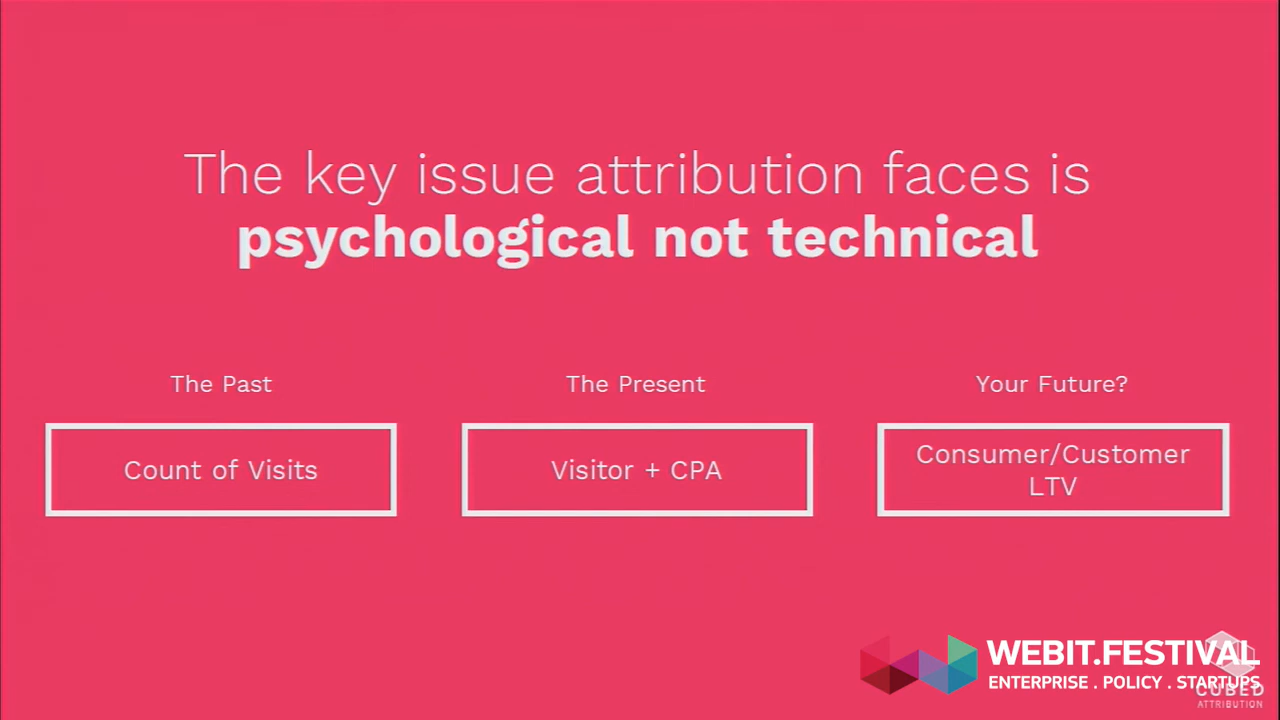 The key issue attribution faces is
psychological not technical
The Past
The Present
Your Future?
Count of Visits
Visitor + CPA
Consumer/Customer
LTV
WEBIT.FESTIVAL
ENTERPRISE . POLICY . STARTUPS
CUBED
ATTRIBUTION